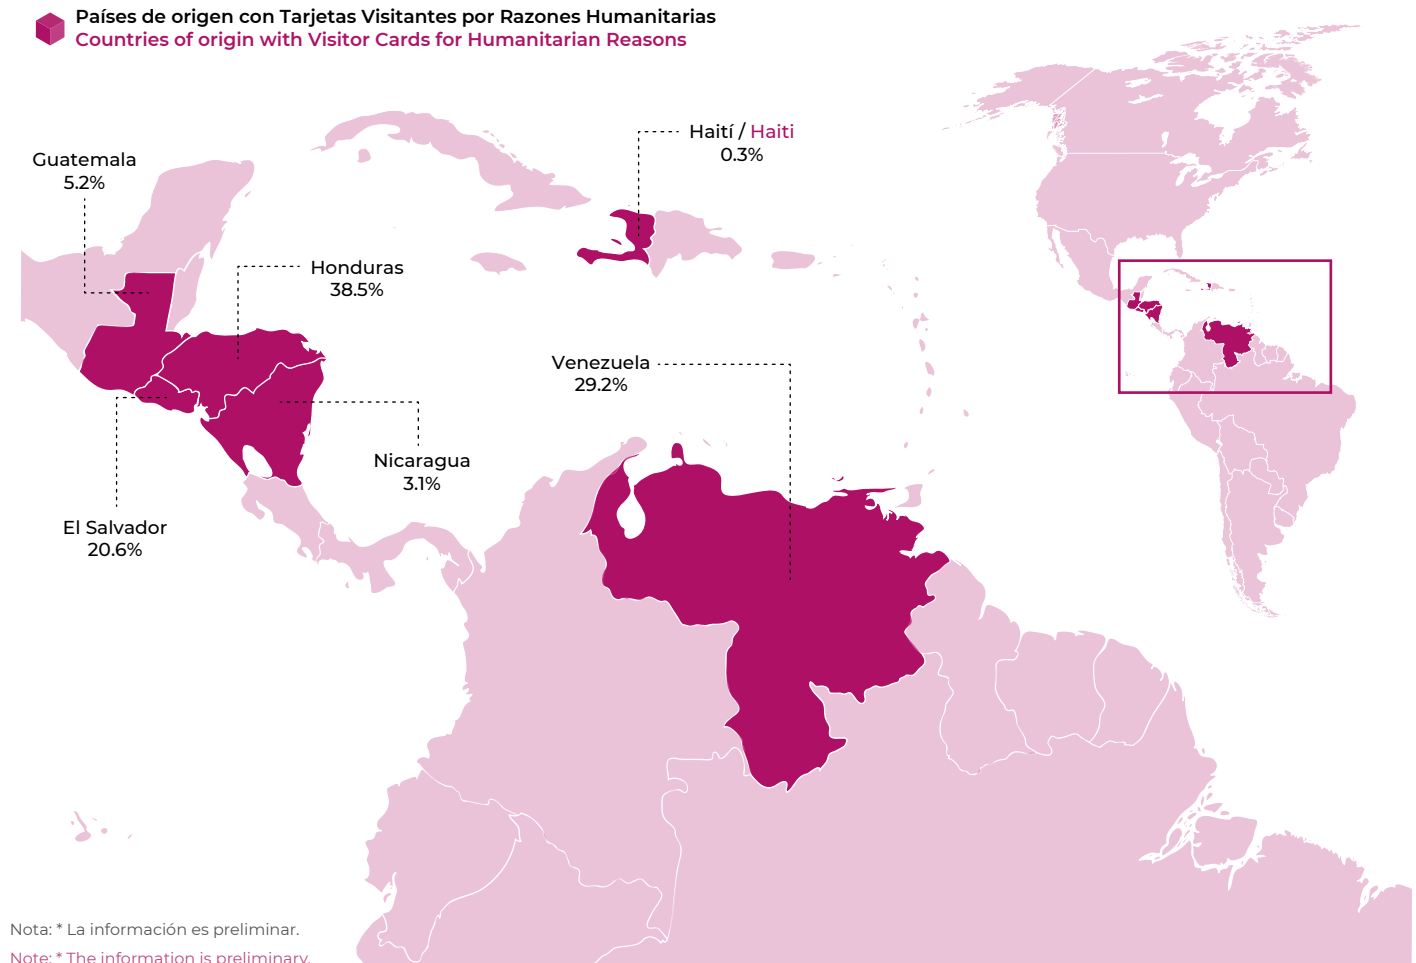 Países de origen con Tarjetas Visitantes por Razones Humanitarias
Countries of origin with Visitor Cards for Humanitarian Reasons
Haití / Haiti
0.3%
Guatemala
5.2%
Honduras
38.5%
Venezuela
29.2%
Nicaragua
3.1%
El Salvador
20.6%
Nota: * La información es preliminar.
Note: * The information is preliminary.